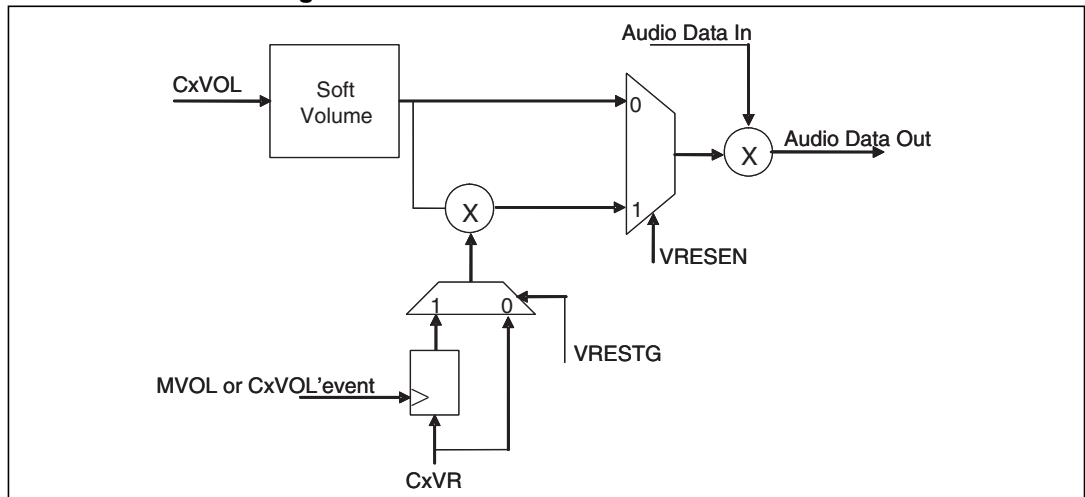 Audio Data In
CxVOL
Soft
Volume
0
X
Audio Data Out
X
1
VRESEN
1
0
VRESTG
MVOL or CxVOL'event
CxVR